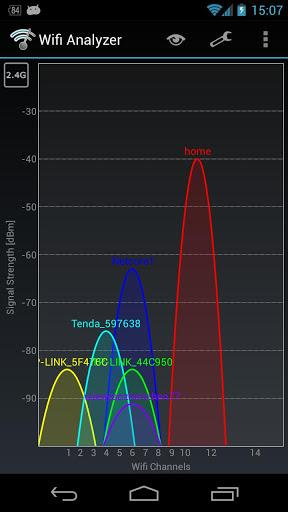 84
15:07
Wifi Analyzer
2.4G
-30
home
-40
-50
Netcore1
-60
-70
Tenda_597638
-80
P-LINK_5F476C
LINK_44C950
-90
1 2 3 4 5 6 7 8 9 10 12 14
Signal Strength [dBm]
Wifi Channels